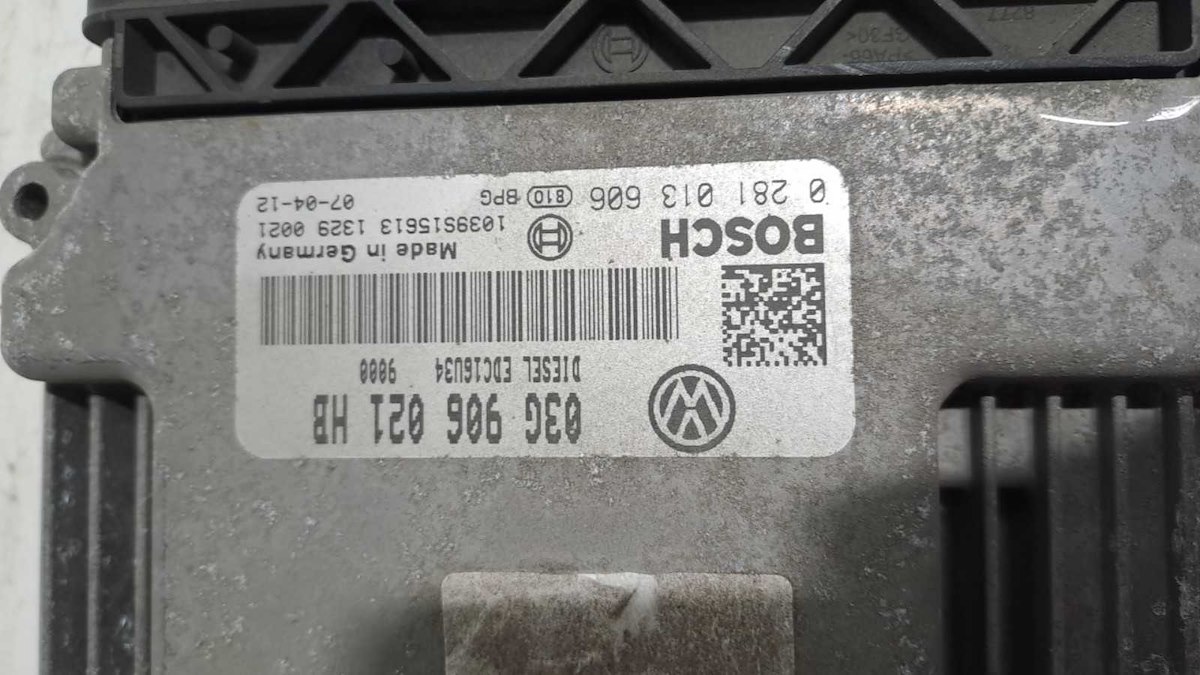 03G 906 021 HB
DIESEL EDC16U34 9000
Made in Germany
BOSCH
1039S15613 1329 0021
0 281 013 606 810 BPG 07-04-12